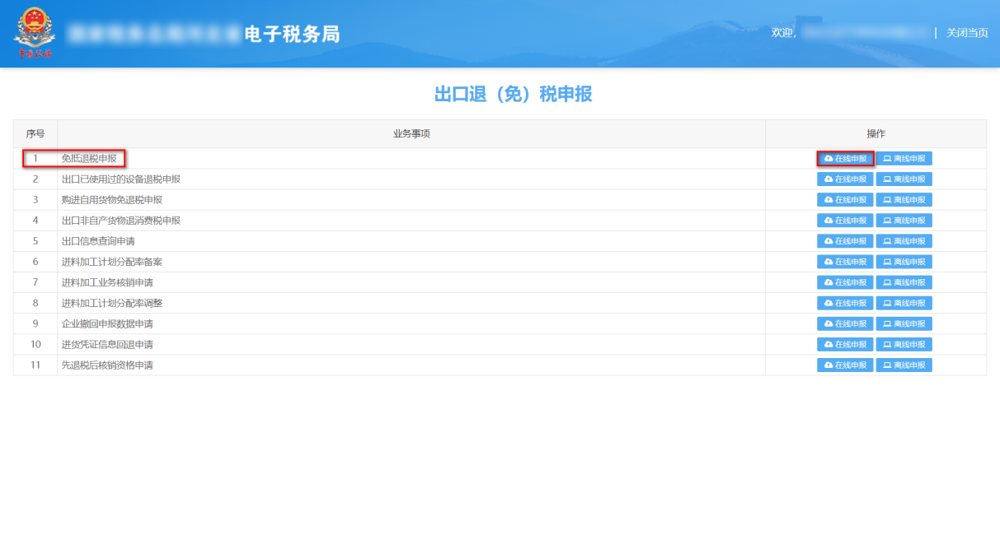 中国税务
电子税务局
欢迎,
关闭当页
出口退（免）税申报
序号 业务事项 操作
1 免抵退税申报 在线申报 离线申报
2 出口已使用过的设备退税申报 在线申报 离线申报
3 购进自用货物免退税申报 在线申报 离线申报
4 出口非自产货物退消费税申报 在线申报 离线申报
5 出口信息查询申请 在线申报 离线申报
6 进料加工计划分配率备案 在线申报 离线申报
7 进料加工业务核销申请 在线申报 离线申报
8 进料加工计划分配率调整 在线申报 离线申报
9 企业撤回申报数据申请 在线申报 离线申报
10 进货凭证信息回退申请 在线申报 离线申报
11 先退税后核销资格申请 在线申报 离线申报